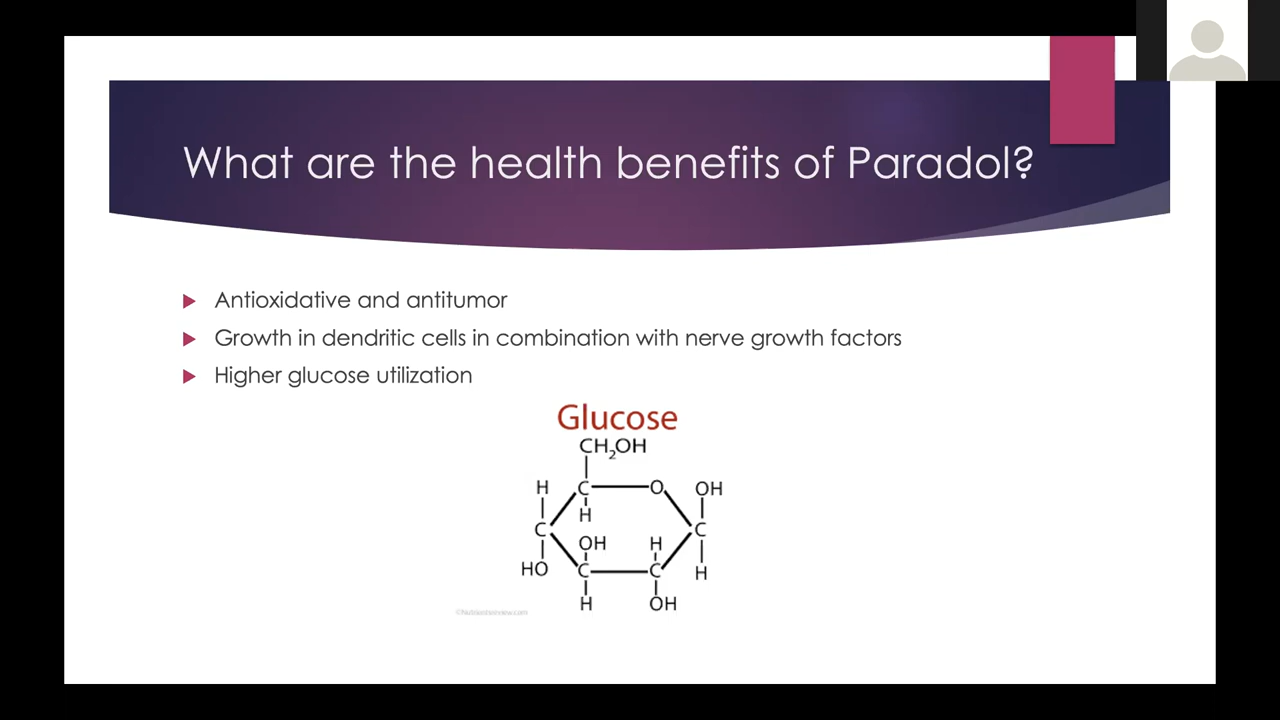 What are the health benefits of Paradol?
Antioxidative and antitumor
Growth in dendritic cells in combination with nerve growth factors
Higher glucose utilization
Glucose
CH₂OH
H C O OH
H
C OH H C
HO C C H
H OH